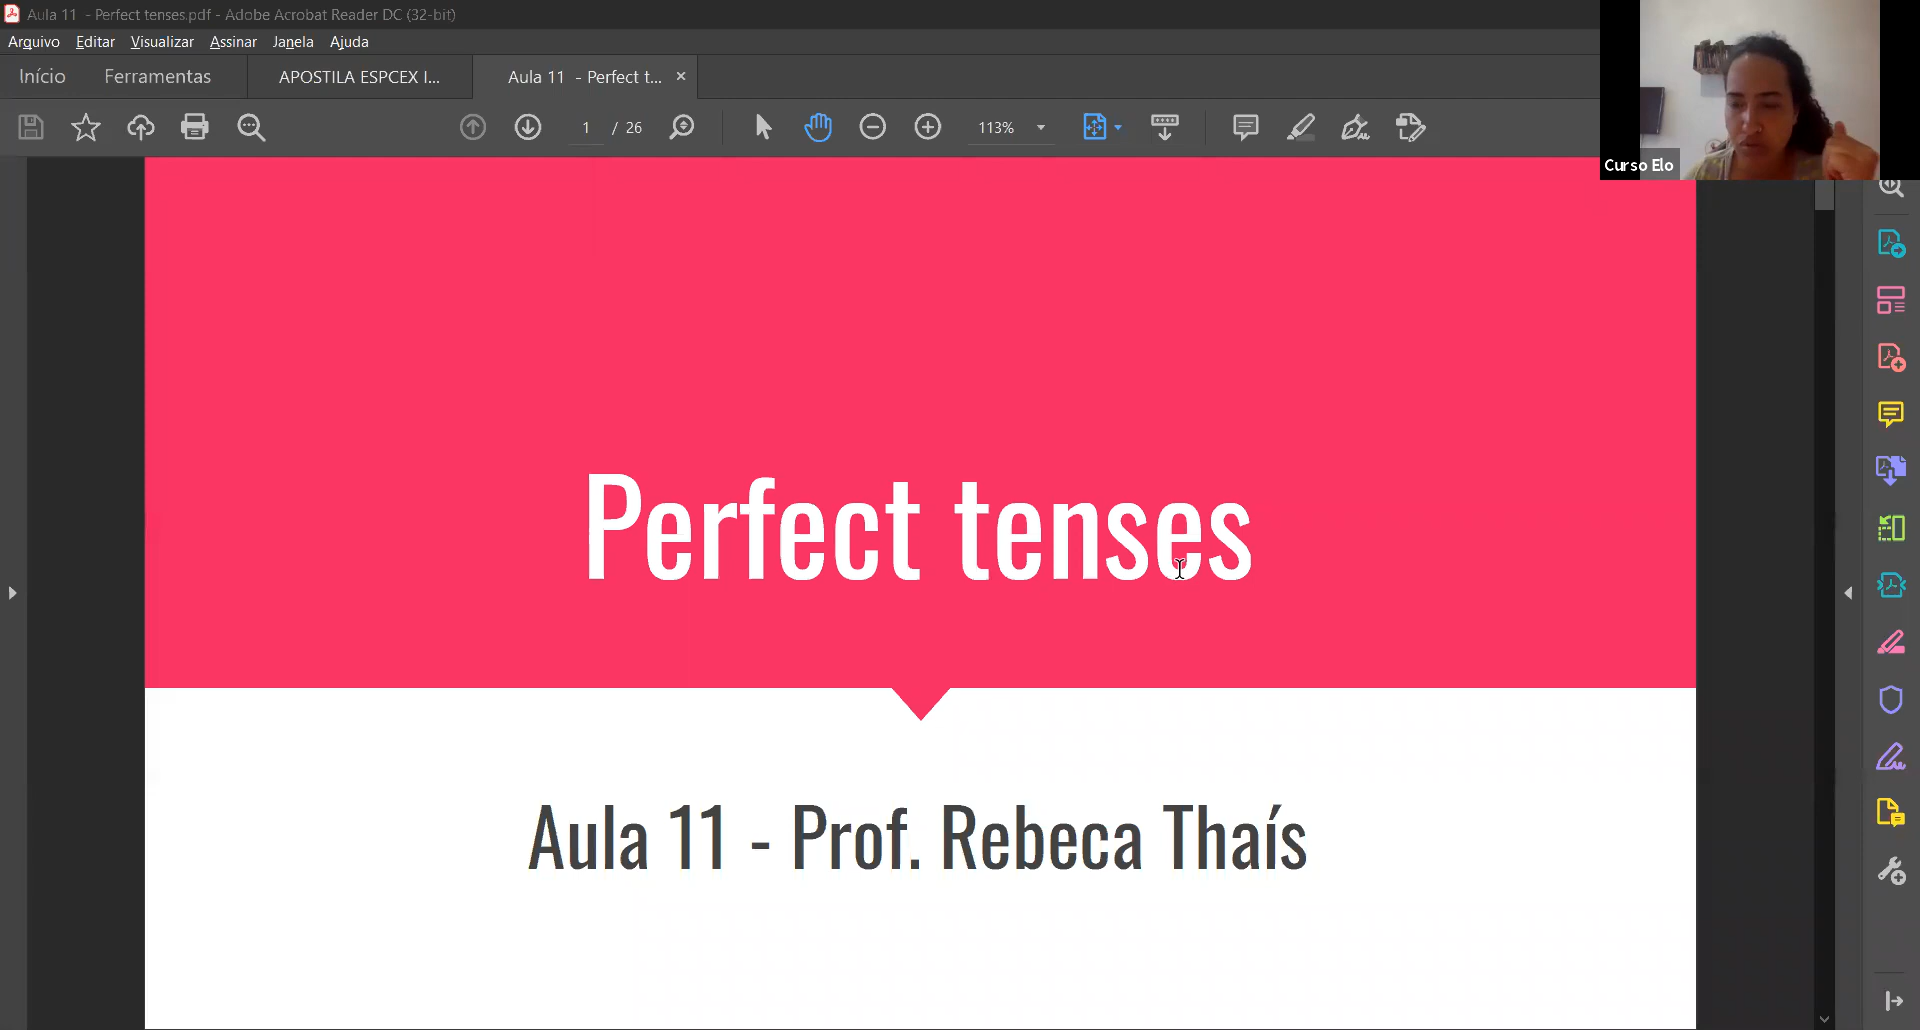 Aula 11 - Perfect tenses.pdf - Adobe Acrobat Reader DC (32-bit)
Arquivo Editar Visualizar Assinar Janela Ajuda
Início Ferramentas APOSTILA ESPCEX I... Aula 11 - Perfect t... ×
1 / 26 113%
Curso Elo
Perfect tenses
Aula 11 - Prof. Rebeca Thaís